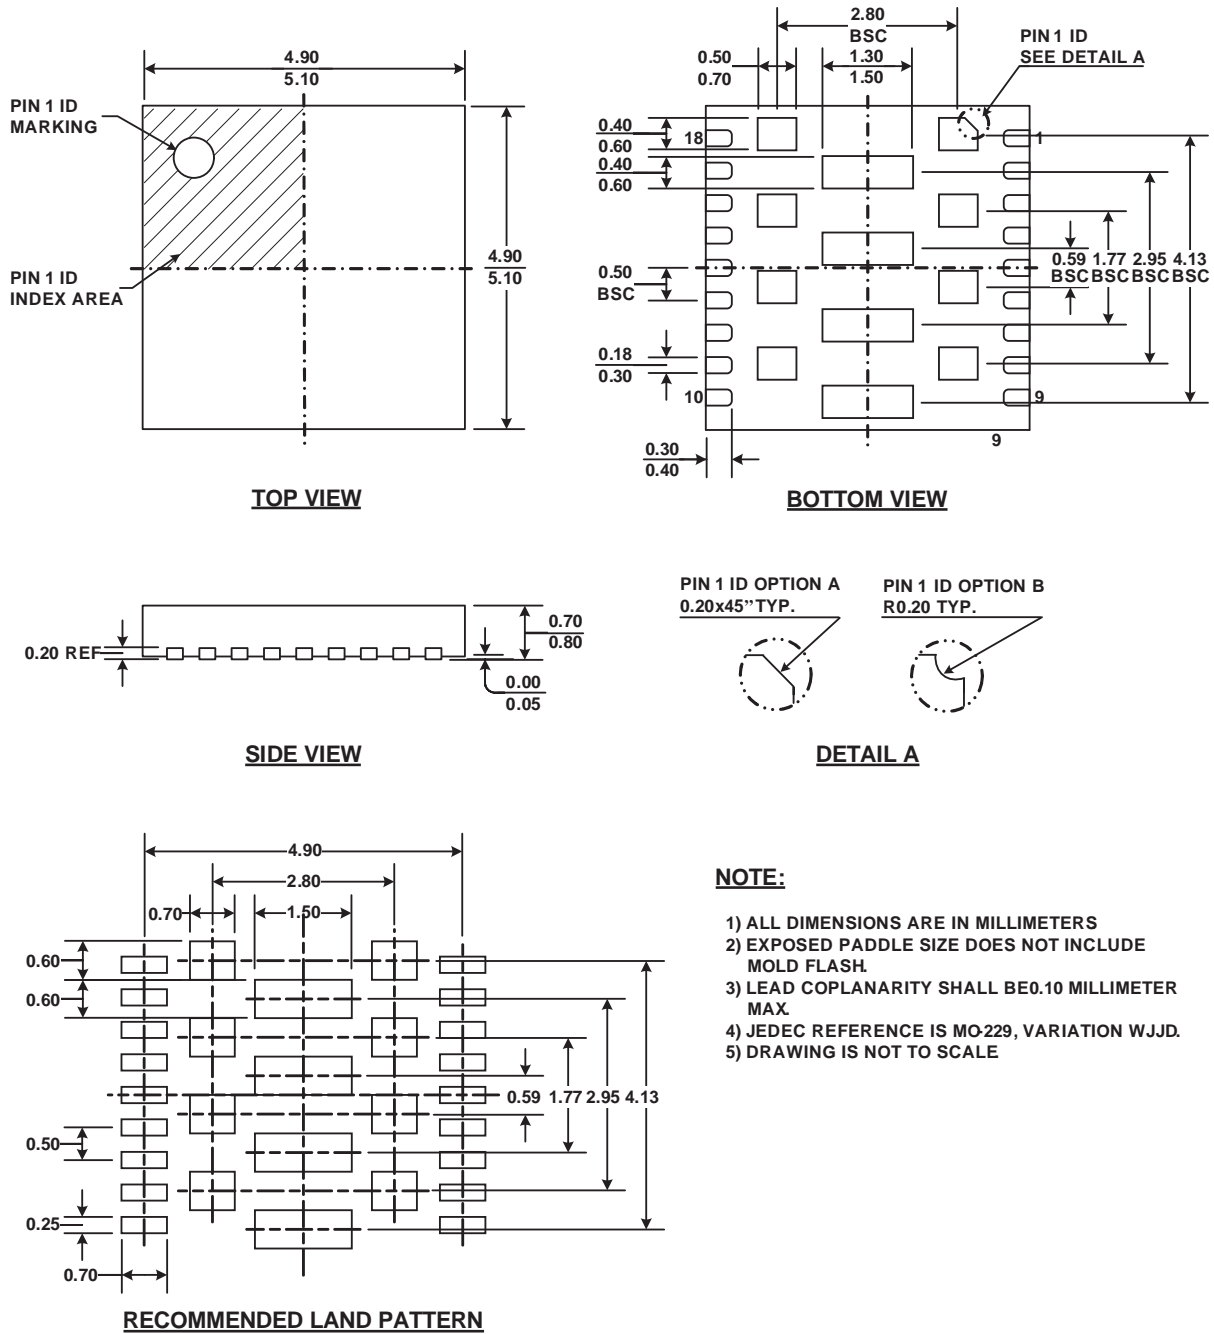 4.90
5.10
PIN 1 ID
MARKING
4.90
5.10
PIN 1 ID
INDEX AREA
TOP VIEW
2.80
BSC
PIN 1 ID
SEE DETAIL A
0.50
0.70
1.30
1.50
0.40
0.60
18
1
0.40
0.60
0.59 1.77 2.95 4.13
BSC BSC BSC BSC
0.50
BSC
0.18
0.30
10
9
9
0.30
0.40
BOTTOM VIEW
0.20 REF
0.70
0.80
0.00
0.05
SIDE VIEW
PIN 1 ID OPTION A
0.20x45” TYP.
PIN 1 ID OPTION B
R0.20 TYP.
DETAIL A
4.90
2.80
0.70
1.50
0.60
0.60
0.59 1.77 2.95 4.13
0.50
0.25
0.70
RECOMMENDED LAND PATTERN
NOTE:
1) ALL DIMENSIONS ARE IN MILLIMETERS
2) EXPOSED PADDLE SIZE DOES NOT INCLUDE
MOLD FLASH.
3) LEAD COPLANARITY SHALL BE0.10 MILLIMETER
MAX.
4) JEDEC REFERENCE IS MO-229, VARIATION WJJD.
5) DRAWING IS NOT TO SCALE